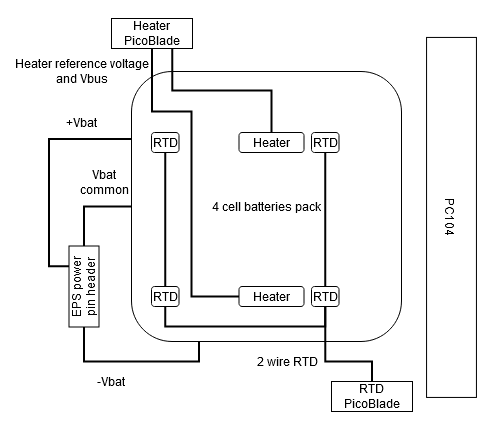 Heater
PicoBlade
Heater reference voltage
and Vbus
+Vbat
RTD
Heater
RTD
Vbat
common
4 cell batteries pack
PC104
EPS power
pin header
RTD
Heater
RTD
2 wire RTD
-Vbat
RTD
PicoBlade